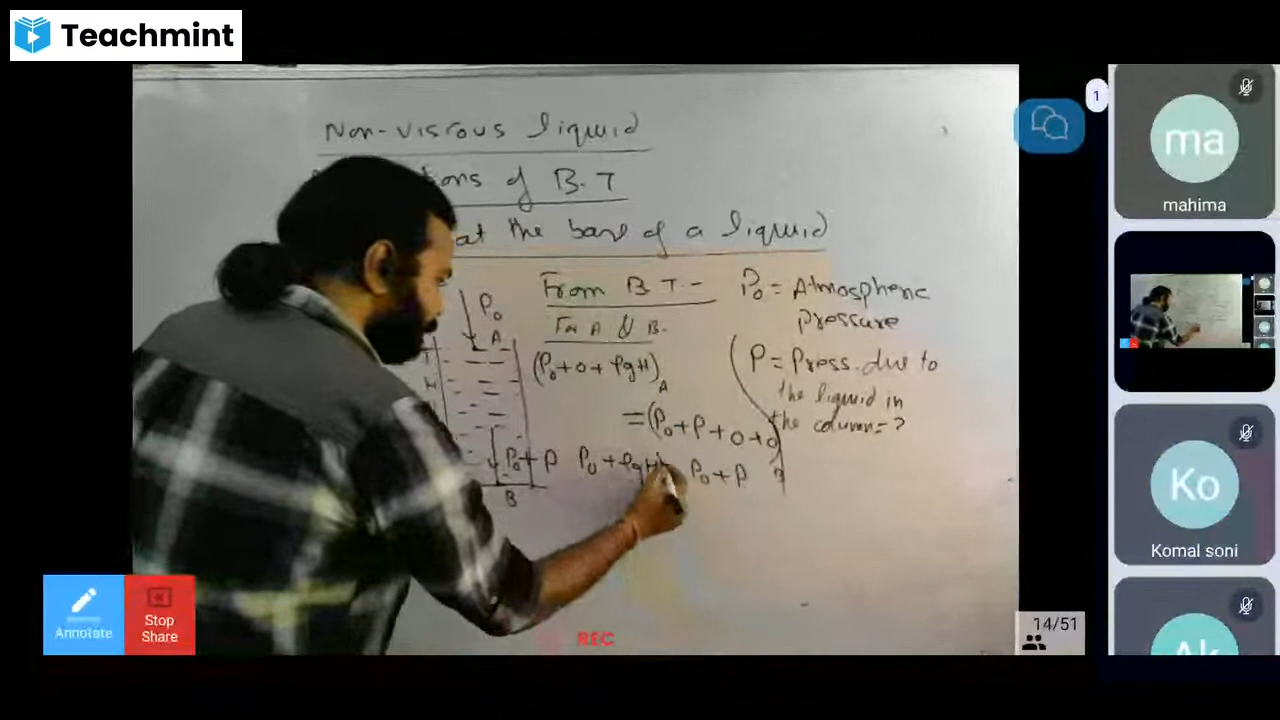 Teachmint
Non-viscous liquid
of B.T
at the base of a liquid
From B T -
P₀ = Atmospheric
pressure
For A & B.
P₀
A
H
(P₀+0+ρgH)A
P = Press. due to
the liquid in
the column = ?
=(P₀+P+0+0)B
P₀+P
P₀+ρgH
P₀+P
B
Annotate
Stop
Share
REC
14/51
1
ma
mahima
Ko
Komal soni
Ak